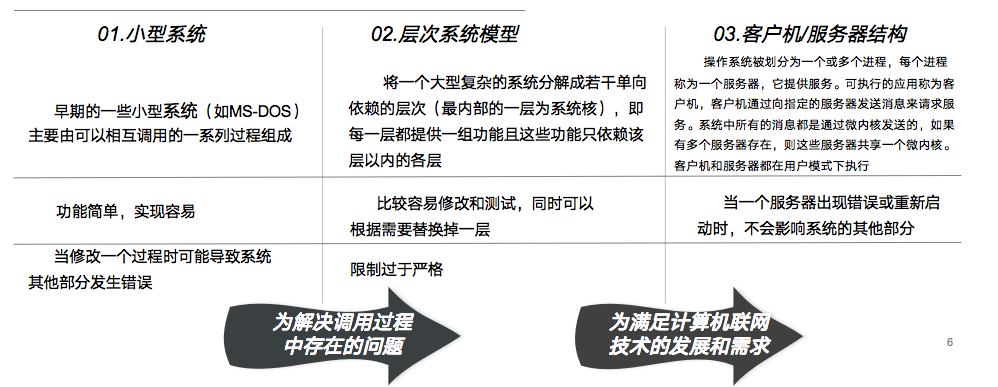 01.小型系统
早期的一些小型系统（如MS-DOS）
主要由可以相互调用的一系列过程组成
功能简单，实现容易
当修改一个过程时可能导致系统
其他部分发生错误
02.层次系统模型
将一个大型复杂的系统分解成若干单向
依赖的层次（最内部的一层为系统核），即
每一层都提供一组功能且这些功能只依赖该
层以内的各层
比较容易修改和测试，同时可以
根据需要替换掉一层
限制过于严格
03.客户机/服务器结构
操作系统被划分为一个或多个进程，每个进程
称为一个服务器，它提供服务。可执行的应用称为客
户机，客户机通过向指定的服务器发送消息来请求服
务。系统中所有的消息都是通过微内核发送的，如果
有多个服务器存在，则这些服务器共享一个微内核。
客户机和服务器都在用户模式下执行
当一个服务器出现错误或重新启
动时，不会影响系统的其他部分
为解决调用过程
中存在的问题
为满足计算机联网
技术的发展和需求
6